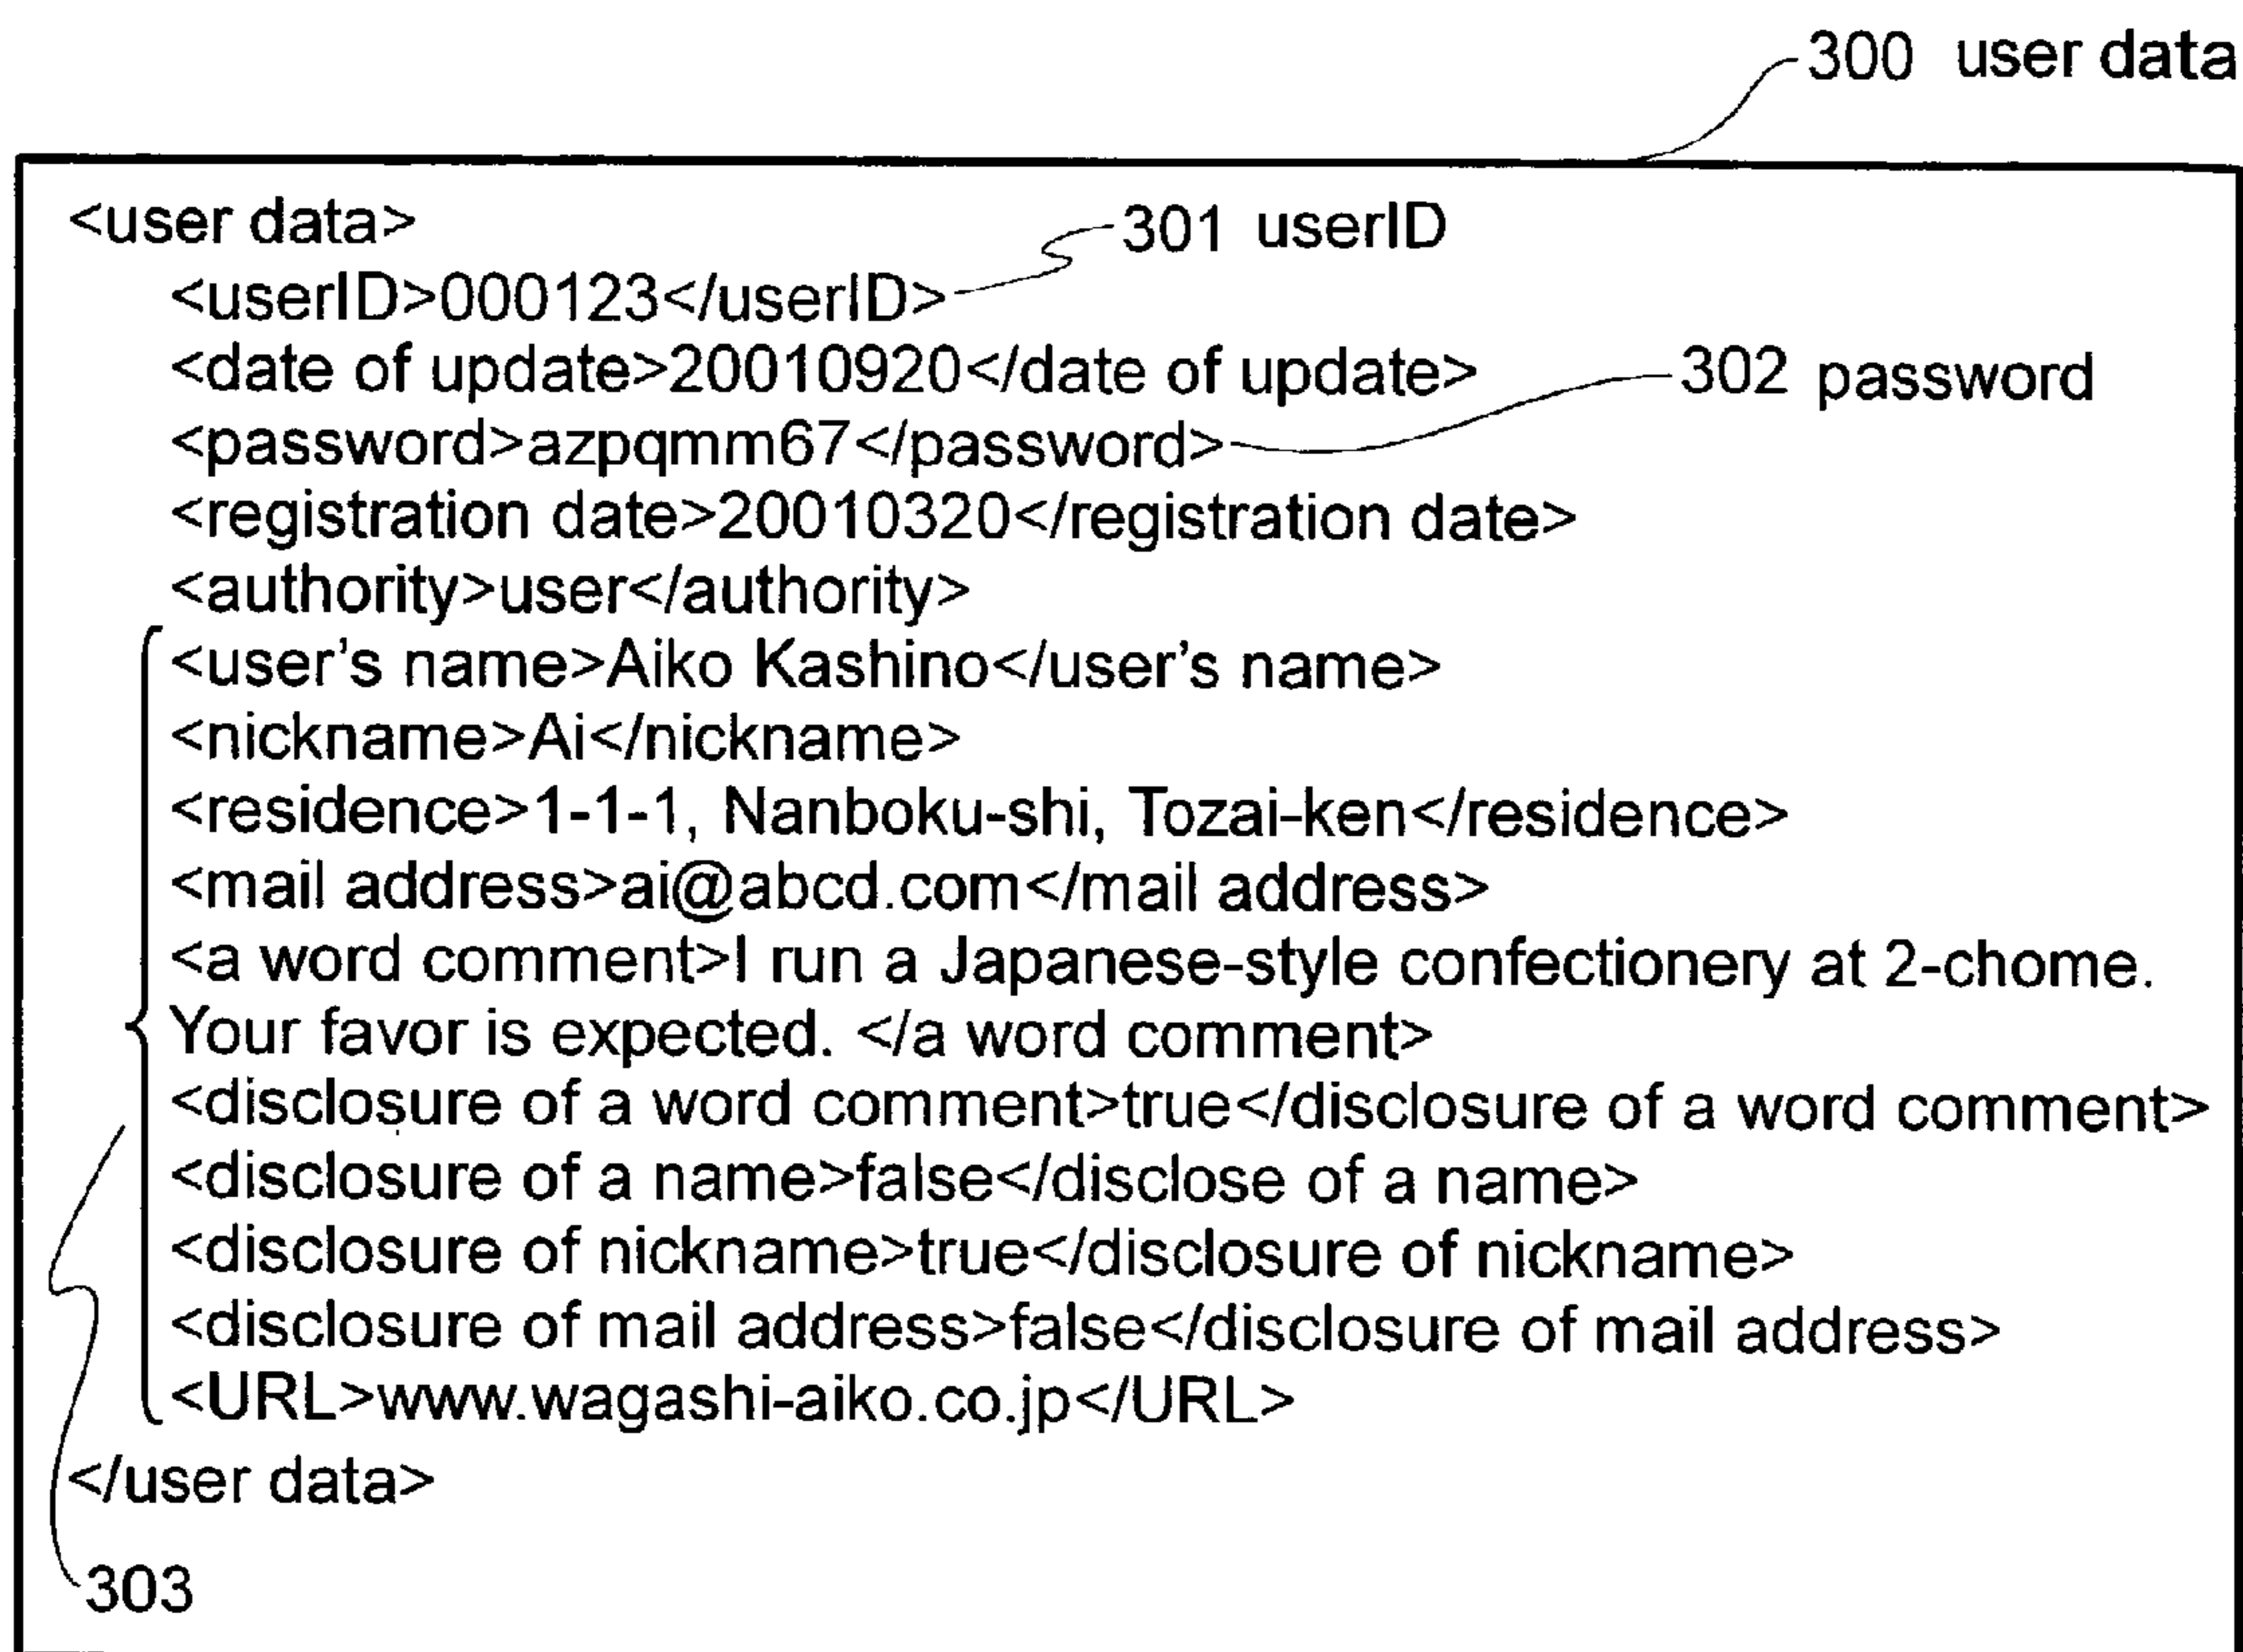 300 user data
<user data>
301 userID
<userID>000123</userID>
<date of update>20010920</date of update>
302 password
<password>azpqmm67</password>
<registration date>20010320</registration date>
<authority>user</authority>
<user's name>Aiko Kashino</user's name>
<nickname>Ai</nickname>
<residence>1-1-1, Nanboku-shi, Tozai-ken</residence>
<mail address>ai@abcd.com</mail address>
<a word comment>I run a Japanese-style confectionery at 2-chome.
Your favor is expected. </a word comment>
<disclosure of a word comment>true</disclosure of a word comment>
<disclosure of a name>false</disclose of a name>
<disclosure of nickname>true</disclosure of nickname>
<disclosure of mail address>false</disclosure of mail address>
<URL>www.wagashi-aiko.co.jp</URL>
</user data>
303